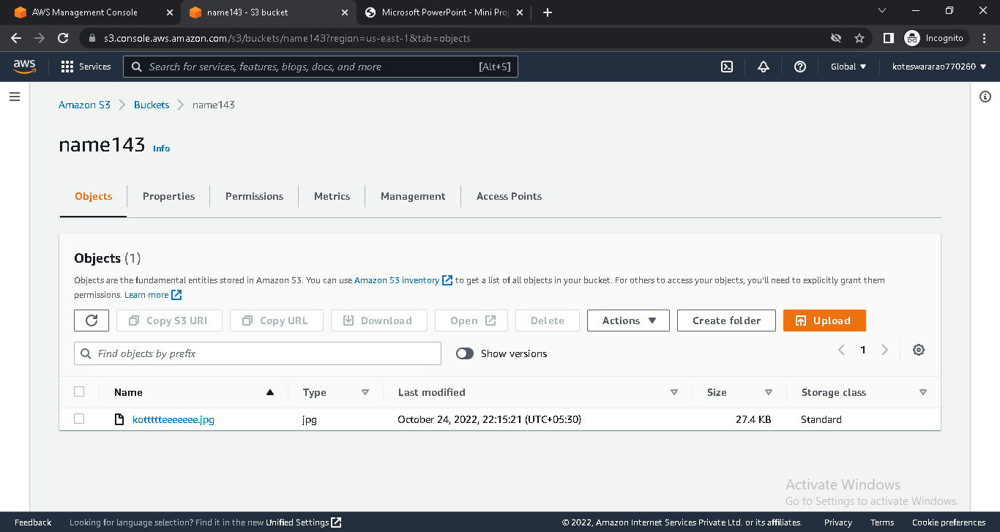 AWS Management Console
name143 - S3 bucket
Microsoft PowerPoint - Mini Proj
s3.console.aws.amazon.com/s3/buckets/name143?region=us-east-1&tab=objects
Incognito
aws
Services
Search for services, features, blogs, docs, and more
[Alt+S]
Global
koteswararao770260
Amazon S3
Buckets
name143
name143 Info
Objects
Properties
Permissions
Metrics
Management
Access Points
Objects (1)
Objects are the fundamental entities stored in Amazon S3. You can use Amazon S3 inventory to get a list of all objects in your bucket. For others to access your objects, you'll need to explicitly grant them
permissions. Learn more
Copy S3 URI
Copy URL
Download
Open
Delete
Actions
Create folder
Upload
Find objects by prefix
Show versions
1
Name
Type
Last modified
Size
Storage class
kottttteeeeeee.jpg
jpg
October 24, 2022, 22:15:21 (UTC+05:30)
27.4 KB
Standard
Activate Windows
Go to Settings to activate Windows.
Feedback
Looking for language selection? Find it in the new Unified Settings
© 2022, Amazon Internet Services Private Ltd. or its affiliates.
Privacy
Terms
Cookie preferences